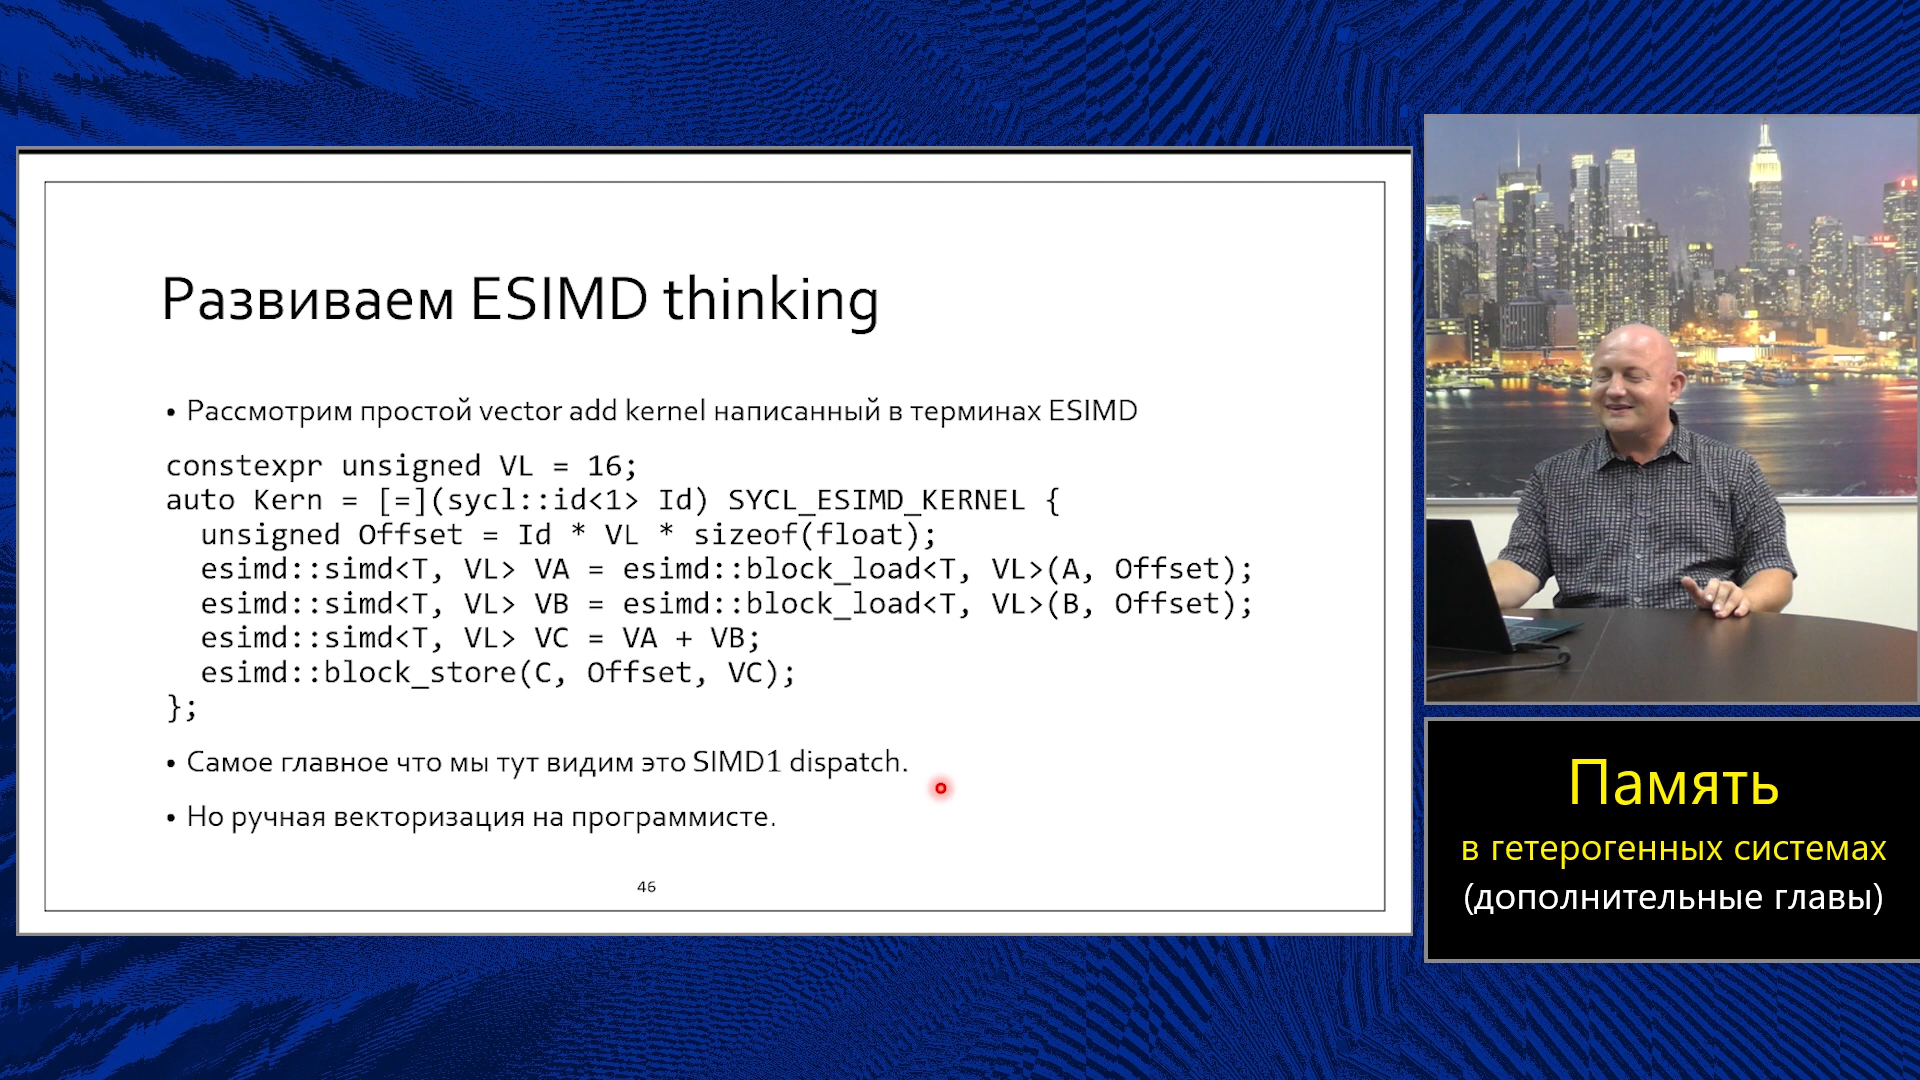 Развиваем ESIMD thinking
• Рассмотрим простой vector add kernel написанный в терминах ESIMD
constexpr unsigned VL = 16;
auto Kern = [=](sycl::id<1> Id) SYCL_ESIMD_KERNEL {
  unsigned Offset = Id * VL * sizeof(float);
  esimd::simd<T, VL> VA = esimd::block_load<T, VL>(A, Offset);
  esimd::simd<T, VL> VB = esimd::block_load<T, VL>(B, Offset);
  esimd::simd<T, VL> VC = VA + VB;
  esimd::block_store(C, Offset, VC);
};
• Самое главное что мы тут видим это SIMD1 dispatch.
• Но ручная векторизация на программисте.
46
Память
в гетерогенных системах
(дополнительные главы)